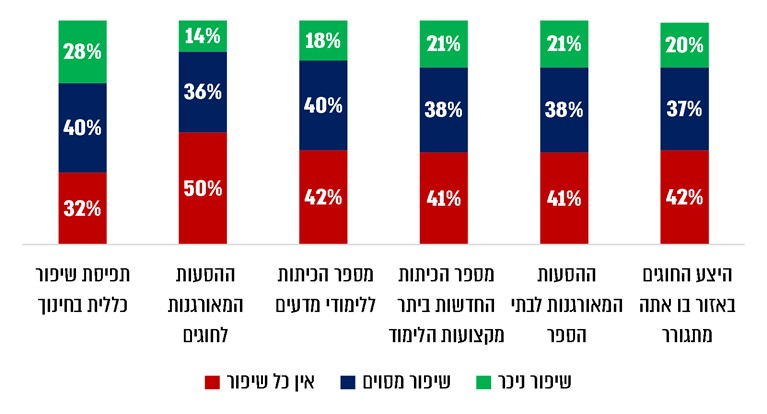 28%
14%
18%
21%
21%
20%
40%
36%
40%
38%
38%
37%
32%
50%
42%
41%
41%
42%
היצע החוגים
באזור בו אתה
מתגורר
ההסעות
המאורגנות לבתי
הספר
מספר הכיתות
החדשות ביתר
מקצועות הלימוד
מספר הכיתות
ללימודי מדעים
ההסעות
המאורגנות
לחוגים
תפיסת שיפור
כללית בחינוך
שיפור ניכר
שיפור מסוים
אין כל שיפור